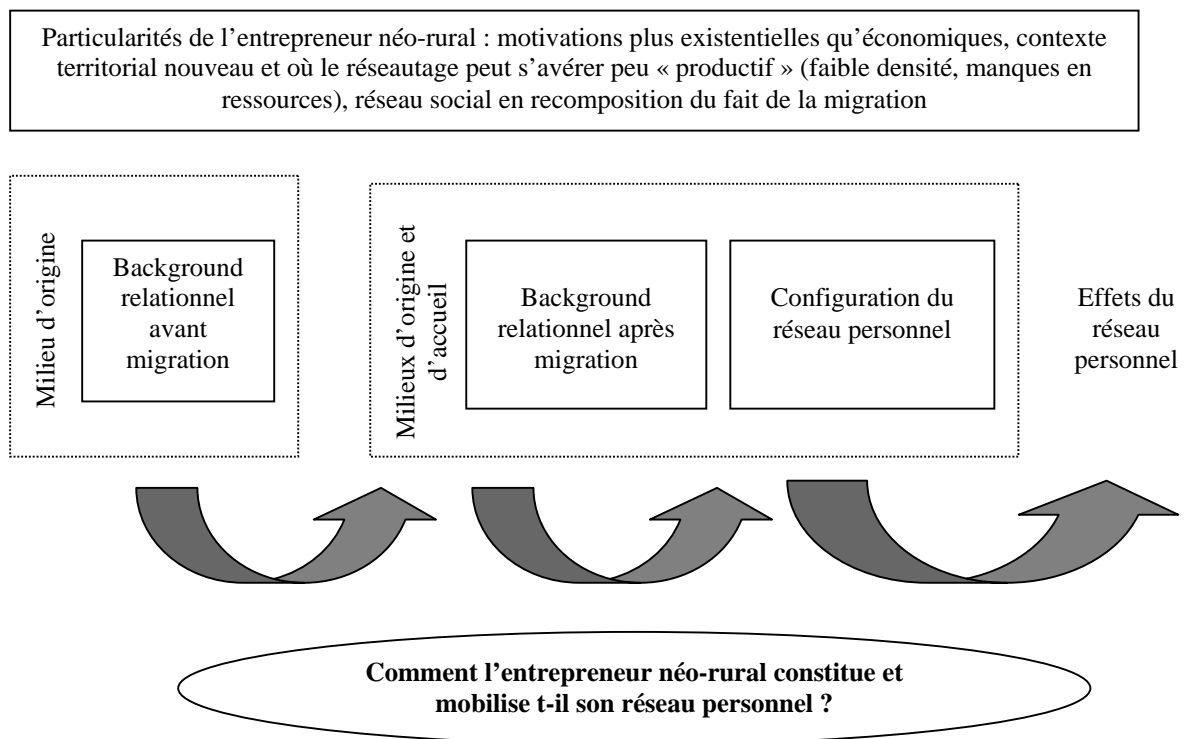 Particularités de l’entrepreneur néo-rural : motivations plus existentielles qu’économiques, contexte
territorial nouveau et où le réseautage peut s’avérer peu « productif » (faible densité, manques en
ressources), réseau social en recomposition du fait de la migration
Milieu d’origine
Background
relationnel
avant
migration
Milieux d’origine et
d’accueil
Background
relationnel après
migration
Configuration du
réseau personnel
Effets du
réseau
personnel
Comment l’entrepreneur néo-rural constitue et
mobilise t-il son réseau personnel ?